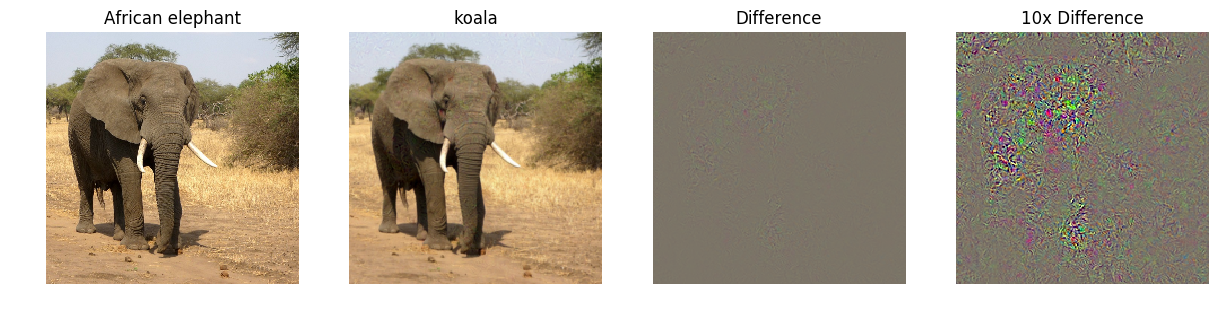 African elephant
koala
Difference
10x Difference